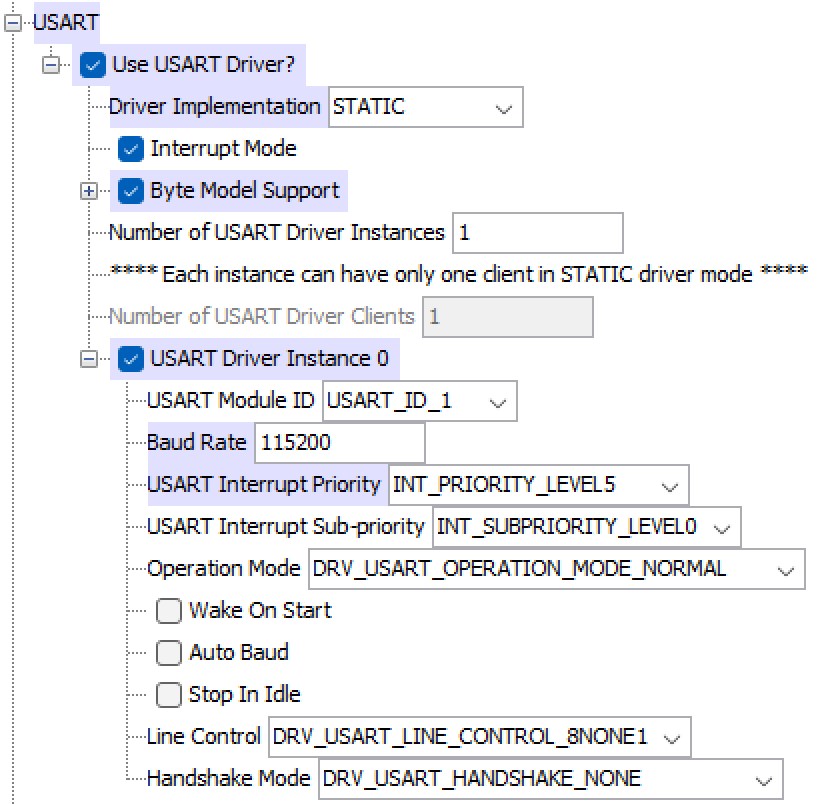 USART
Use USART Driver?
Driver Implementation STATIC
Interrupt Mode
Byte Model Support
Number of USART Driver Instances 1
**** Each instance can have only one client in STATIC driver mode ****
Number of USART Driver Clients 1
USART Driver Instance 0
USART Module ID USART_ID_1
Baud Rate 115200
USART Interrupt Priority INT_PRIORITY_LEVEL5
USART Interrupt Sub-priority INT_SUBPRIORITY_LEVEL0
Operation Mode DRV_USART_OPERATION_MODE_NORMAL
Wake On Start
Auto Baud
Stop In Idle
Line Control DRV_USART_LINE_CONTROL_8NONE1
Handshake Mode DRV_USART_HANDSHAKE_NONE